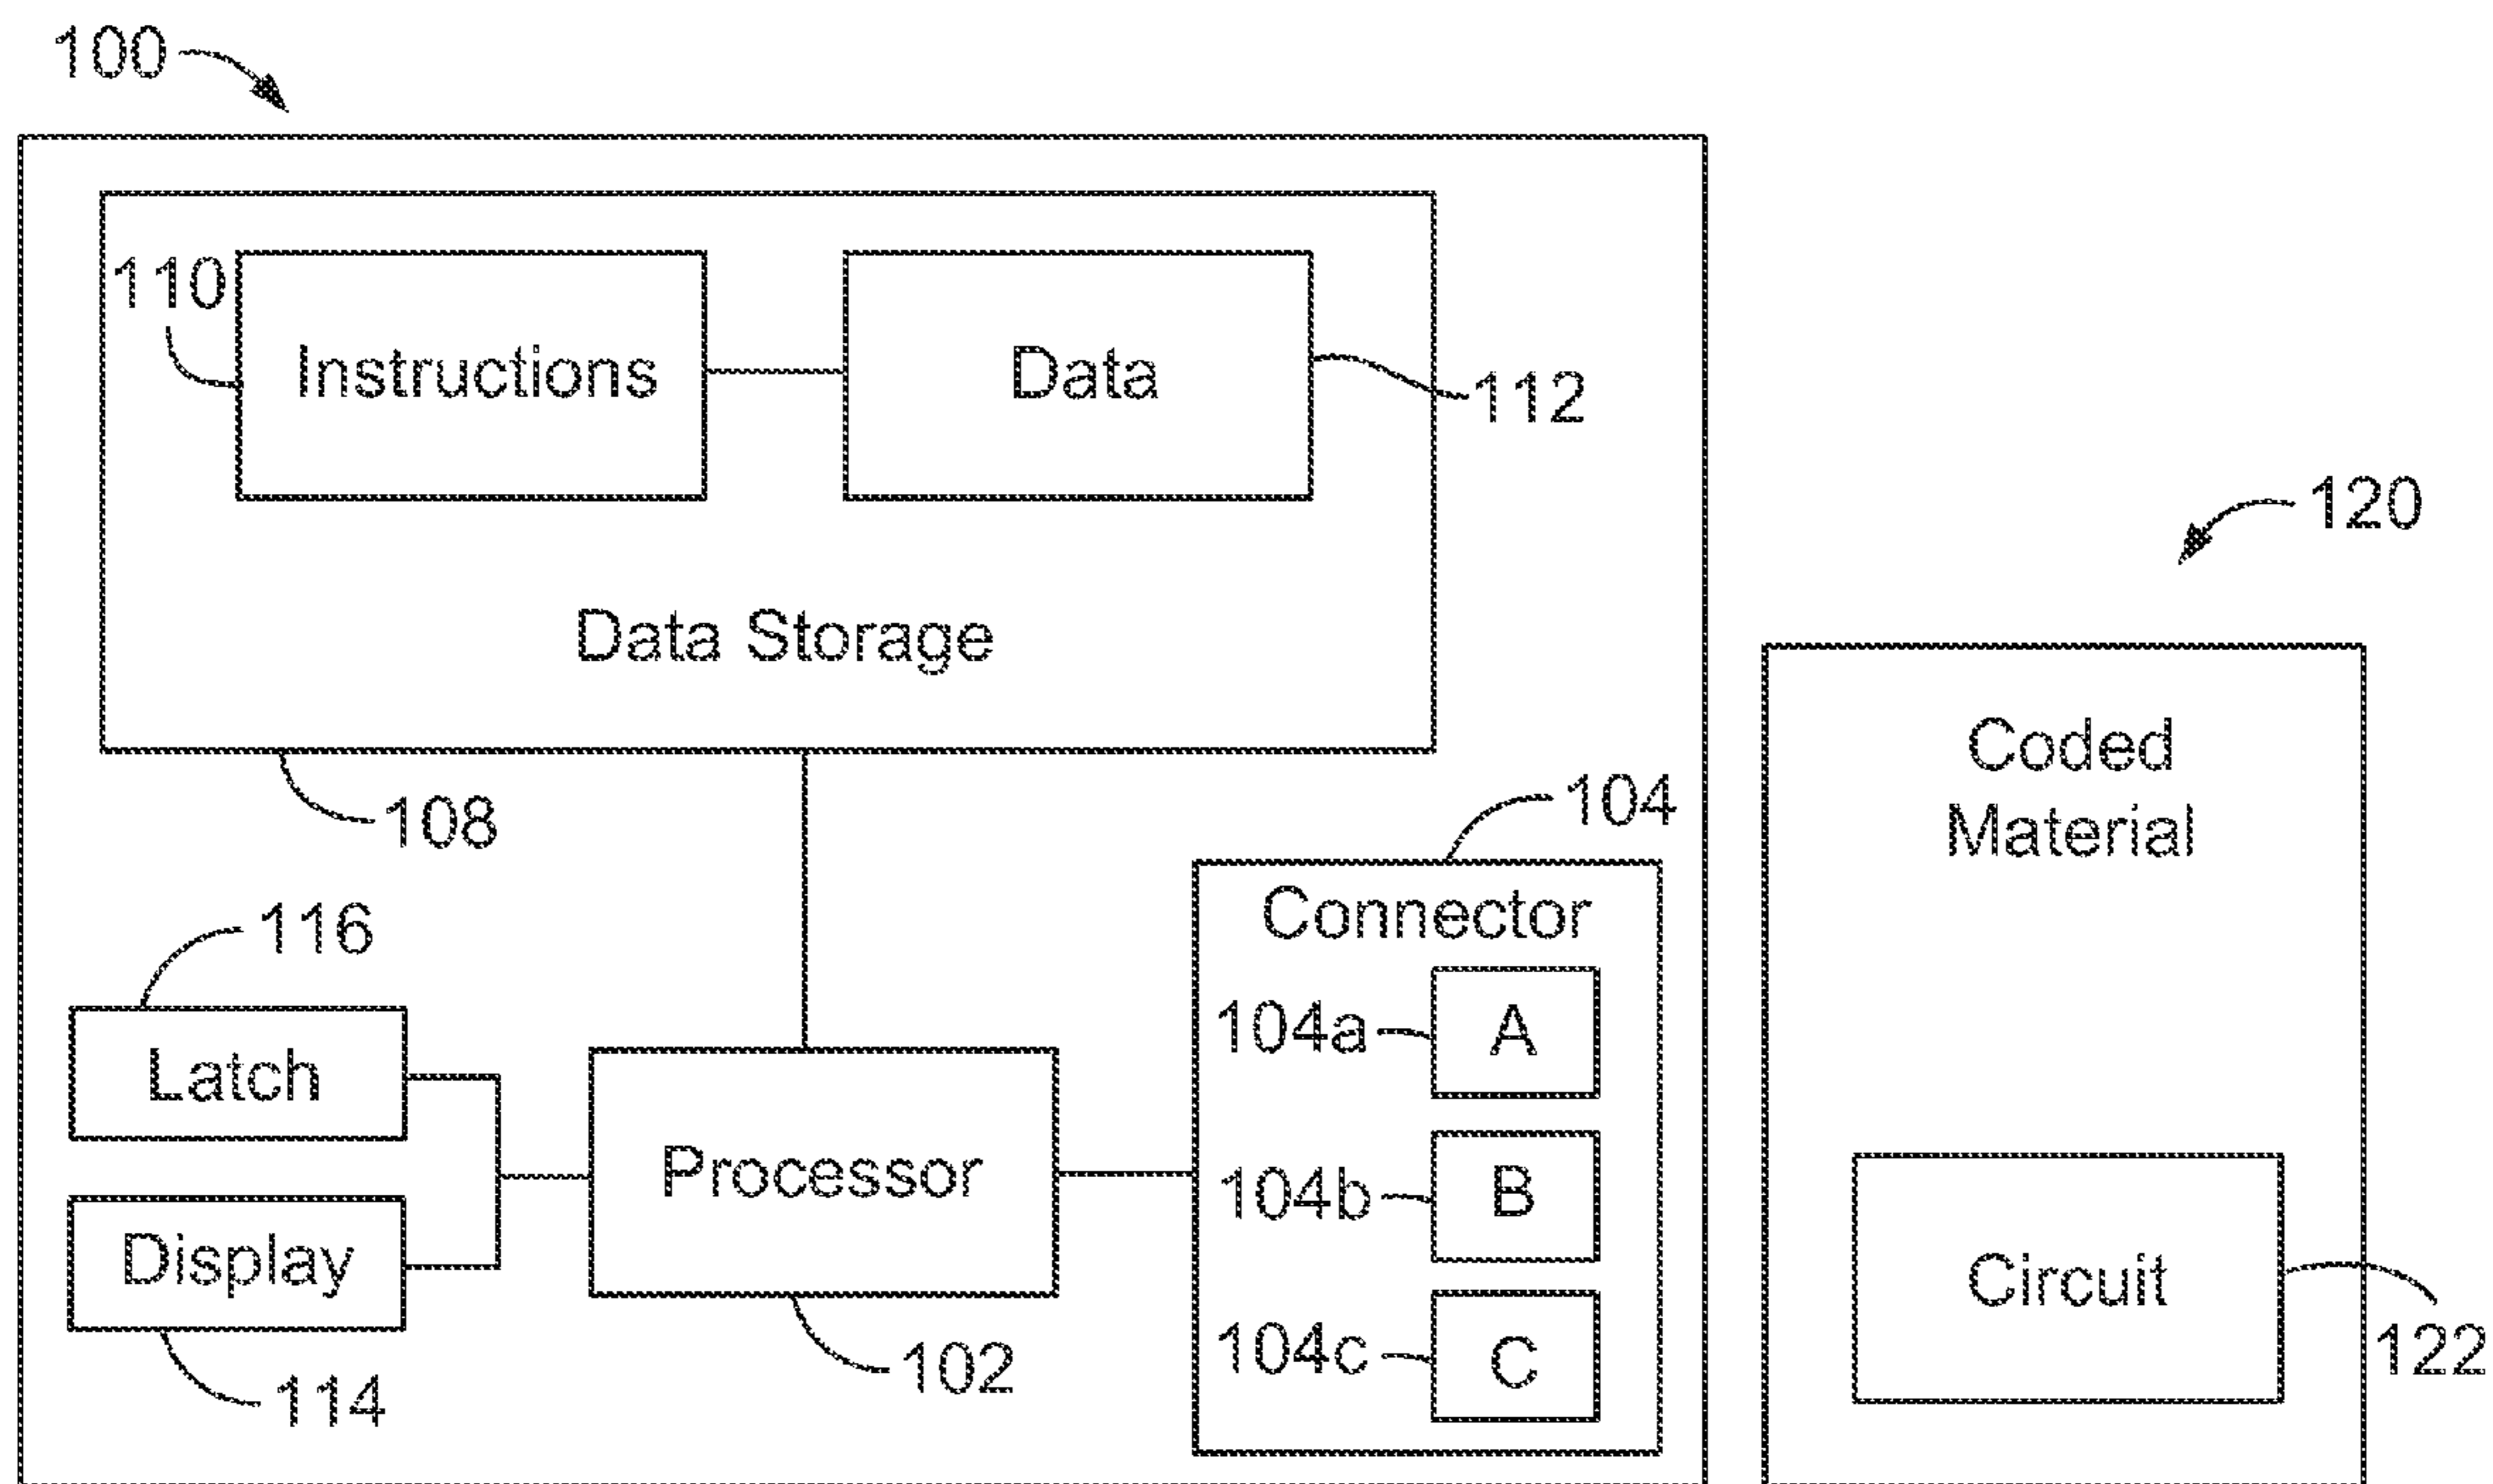 100
110
Instructions
Data
112
120
Data Storage
Coded
Material
108
104
Connector
116
104a
A
Latch
Processor
104b
B
Display
Circuit
104c
C
102
122
114